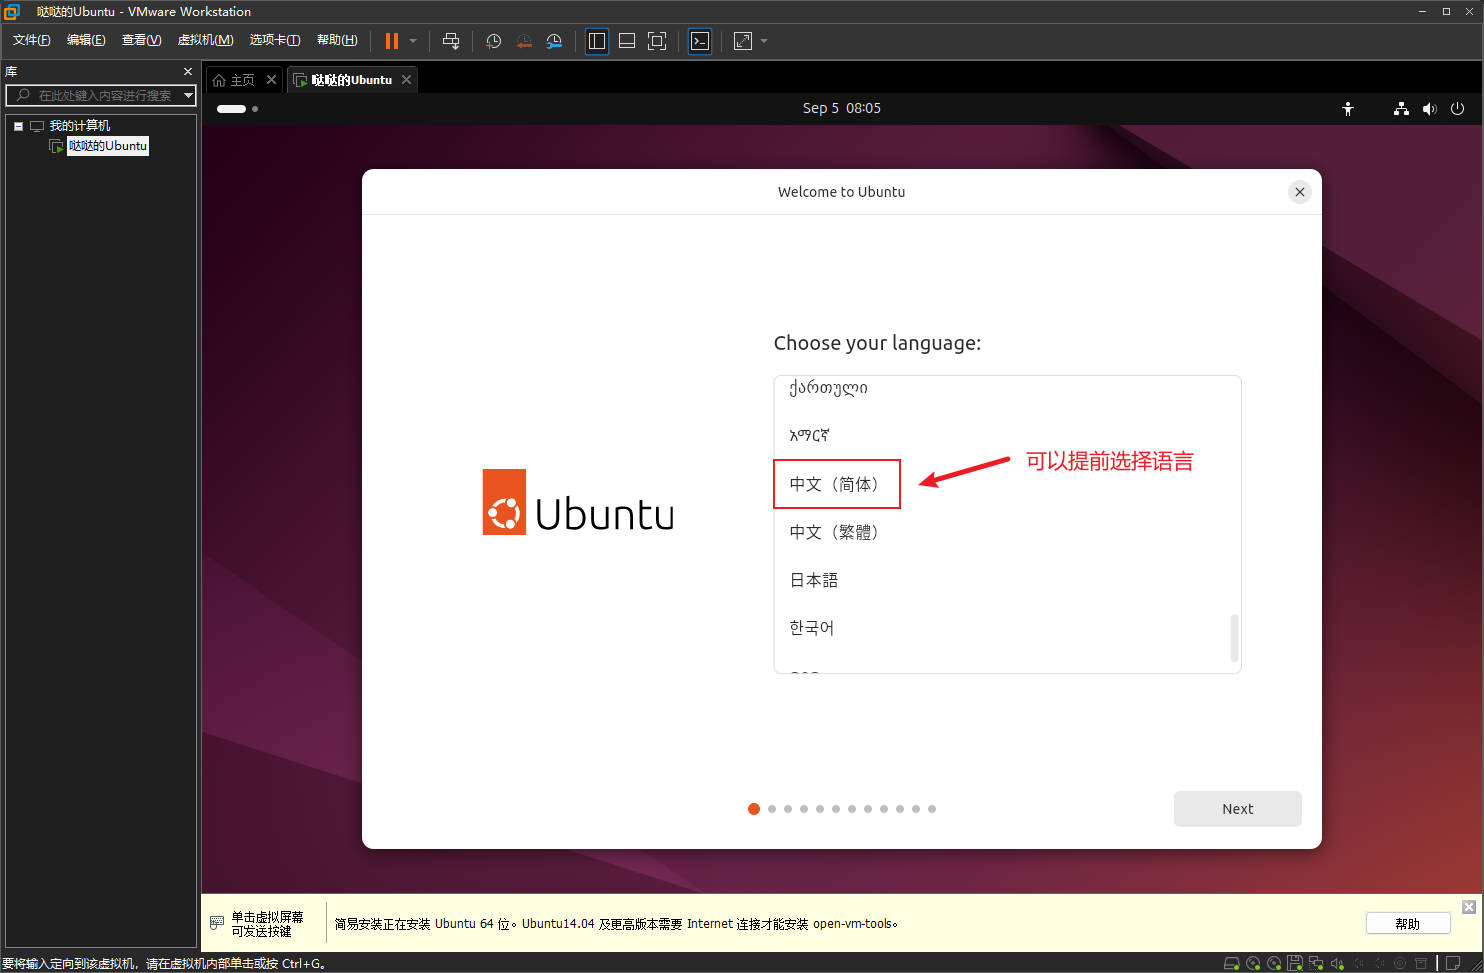 哒哒的Ubuntu - VMware Workstation
文件(F) 编辑(E) 查看(V) 虚拟机(M) 选项卡(T) 帮助(H)
库
在此处键入内容进行搜索
我的计算机
哒哒的Ubuntu
主页
哒哒的Ubuntu
Sep 5 08:05
Welcome to Ubuntu
Choose your language:
ქართული
አማርኛ
中文（简体）
可以提前选择语言
中文（繁體）
日本語
한국어
Ubuntu
Next
单击虚拟屏幕
可发送按键
简易安装正在安装 Ubuntu 64 位。Ubuntu14.04 及更高版本需要 Internet 连接才能安装 open-vm-tools。
帮助
要将输入定向到该虚拟机，请在虚拟机内部单击或按 Ctrl+G。